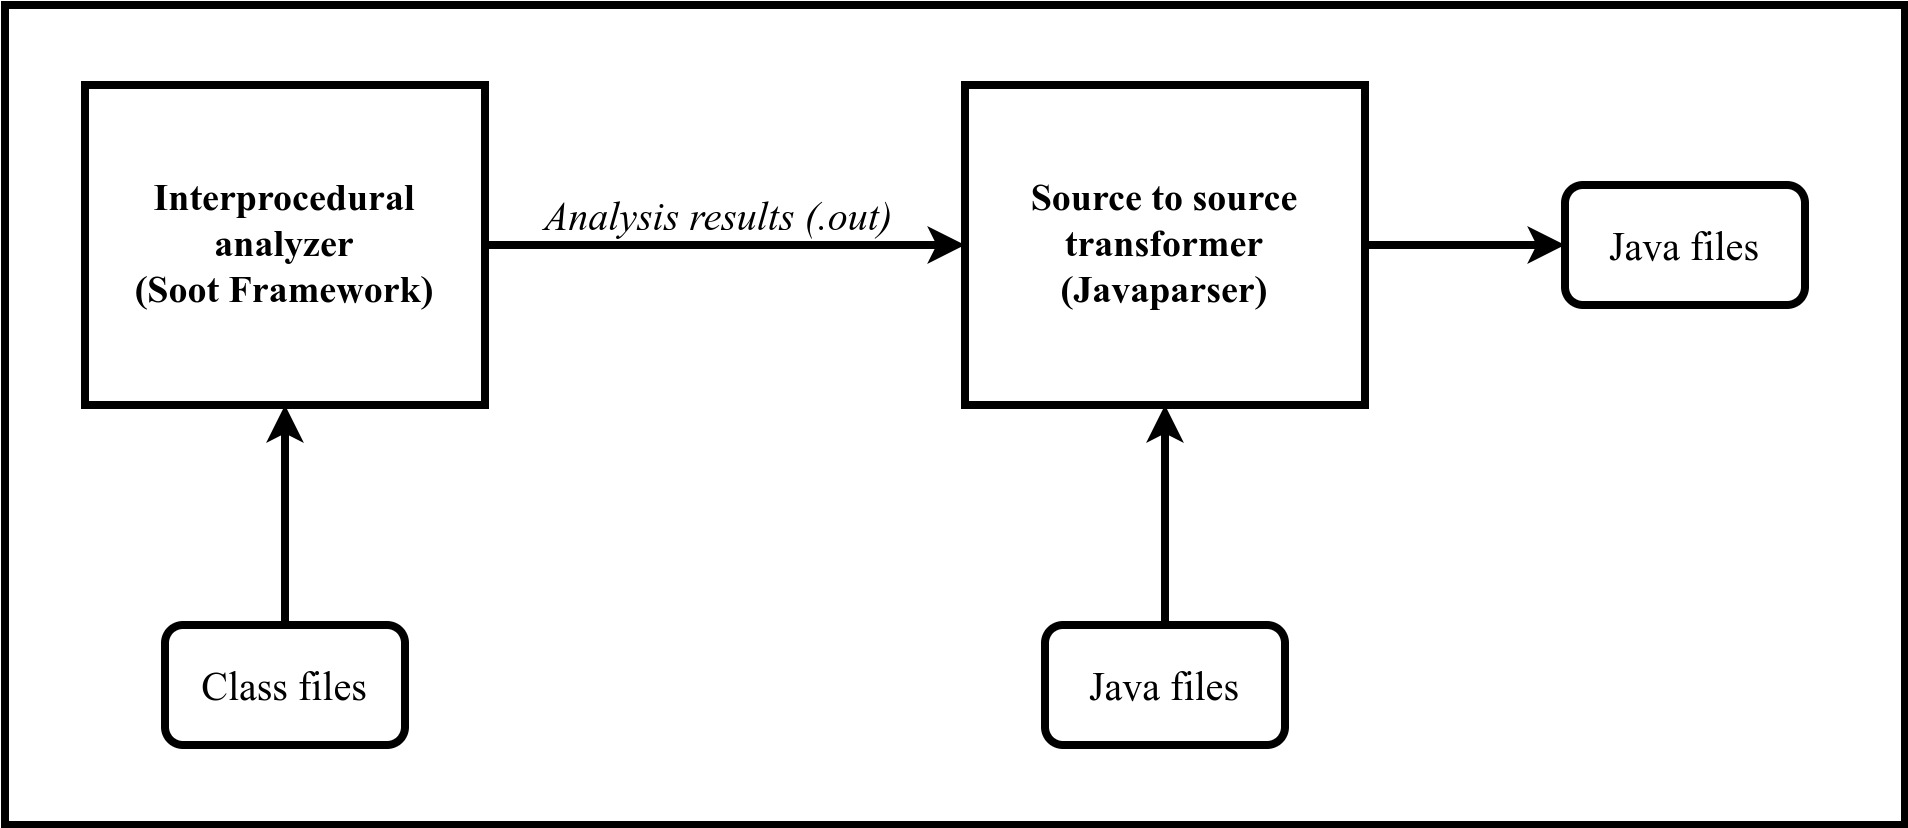 Interprocedural
analyzer
(Soot Framework)
Analysis results (.out)
Source to source
transformer
(Javaparser)
Java files
Class files
Java files